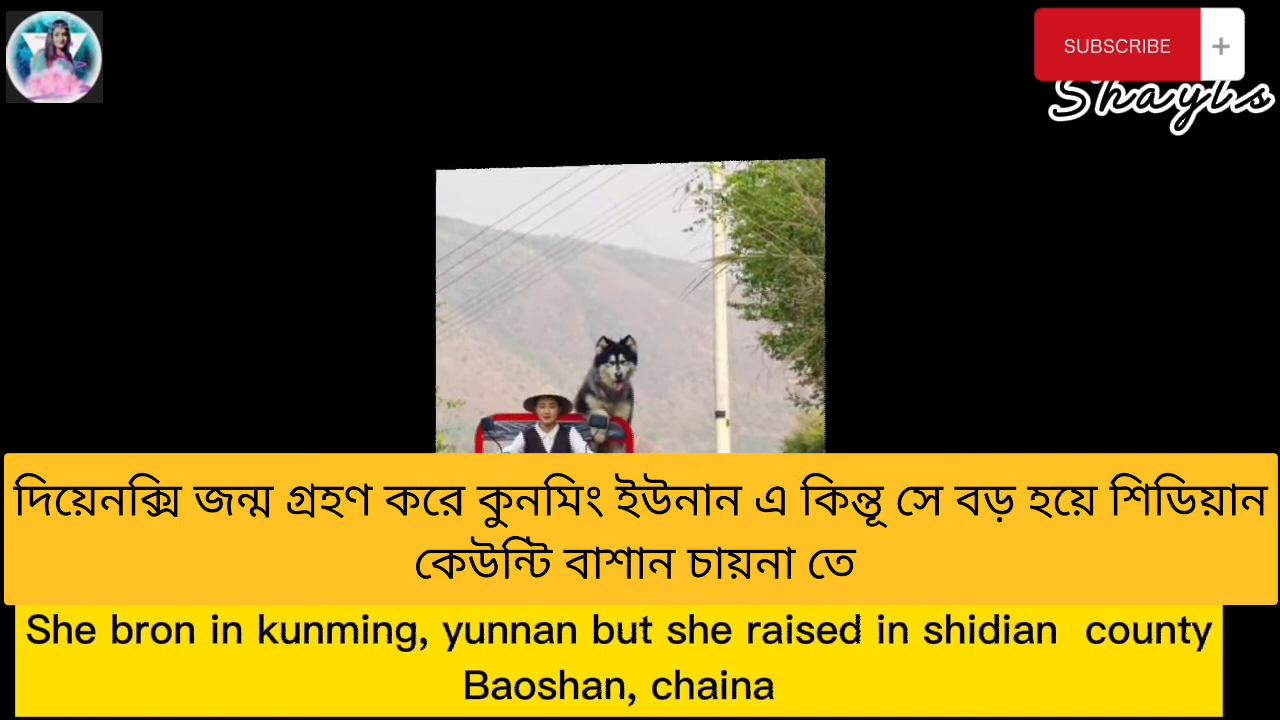 SUBSCRIBE +
Shayls
দিয়েনক্সি জন্ম গ্রহণ করে কুনমিং ইউনান এ কিন্তূ সে বড় হয়ে শিডিয়ান
কেউন্টি বাশান চায়না তে
She bron in kunming, yunnan but she raised in shidian county
Baoshan, chaina